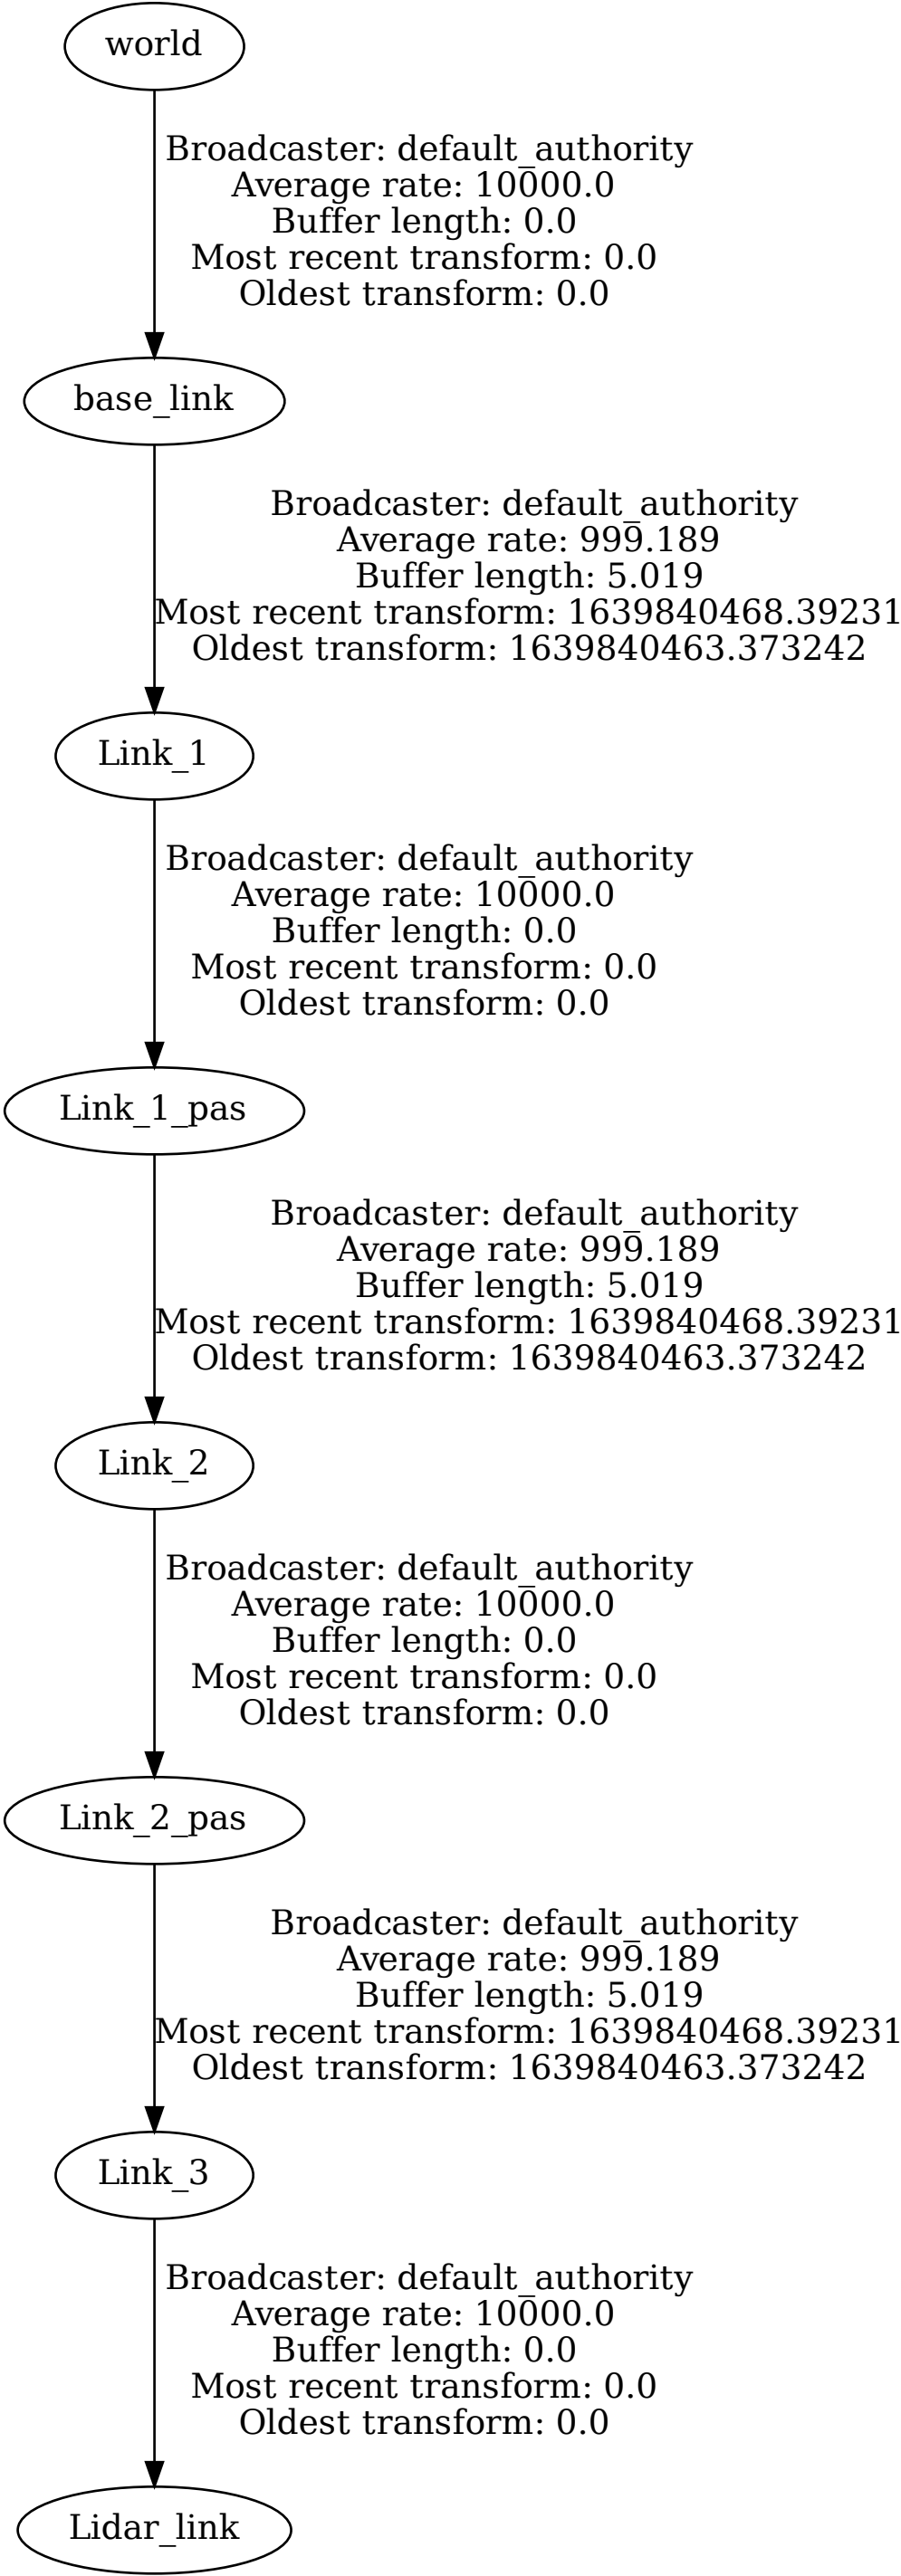 world
Broadcaster: default_authority
Average rate: 10000.0
Buffer length: 0.0
Most recent transform: 0.0
Oldest transform: 0.0
base_link
Broadcaster: default_authority
Average rate: 999.189
Buffer length: 5.019
Most recent transform: 1639840468.39231
Oldest transform: 1639840463.373242
Link_1
Broadcaster: default_authority
Average rate: 10000.0
Buffer length: 0.0
Most recent transform: 0.0
Oldest transform: 0.0
Link_1_pas
Broadcaster: default_authority
Average rate: 999.189
Buffer length: 5.019
Most recent transform: 1639840468.39231
Oldest transform: 1639840463.373242
Link_2
Broadcaster: default_authority
Average rate: 10000.0
Buffer length: 0.0
Most recent transform: 0.0
Oldest transform: 0.0
Link_2_pas
Broadcaster: default_authority
Average rate: 999.189
Buffer length: 5.019
Most recent transform: 1639840468.39231
Oldest transform: 1639840463.373242
Link_3
Broadcaster: default_authority
Average rate: 10000.0
Buffer length: 0.0
Most recent transform: 0.0
Oldest transform: 0.0
Lidar_link